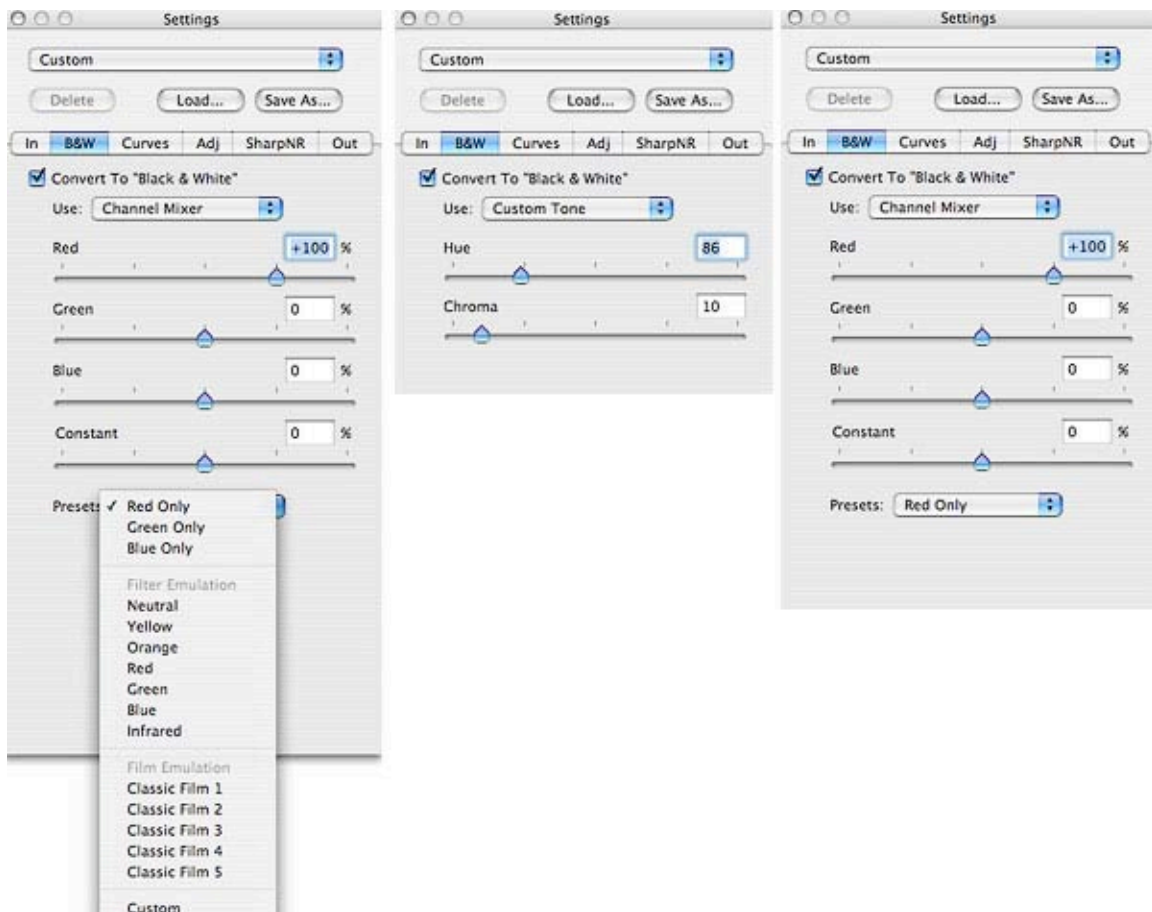 Settings
Custom
Delete Load... Save As...
In B&W Curves Adj SharpNR Out
Convert To "Black & White"
Use: Channel Mixer
Red +100 %
Green 0 %
Blue 0 %
Constant 0 %
Presets ✓ Red Only
Green Only
Blue Only
Filter Emulation
Neutral
Yellow
Orange
Red
Green
Blue
Infrared
Film Emulation
Classic Film 1
Classic Film 2
Classic Film 3
Classic Film 4
Classic Film 5
Custom
Settings
Custom
Delete Load... Save As...
In B&W Curves Adj SharpNR Out
Convert To "Black & White"
Use: Custom Tone
Hue 86
Chroma 10
Settings
Custom
Delete Load... Save As...
In B&W Curves Adj SharpNR Out
Convert To "Black & White"
Use: Channel Mixer
Red +100 %
Green 0 %
Blue 0 %
Constant 0 %
Presets: Red Only